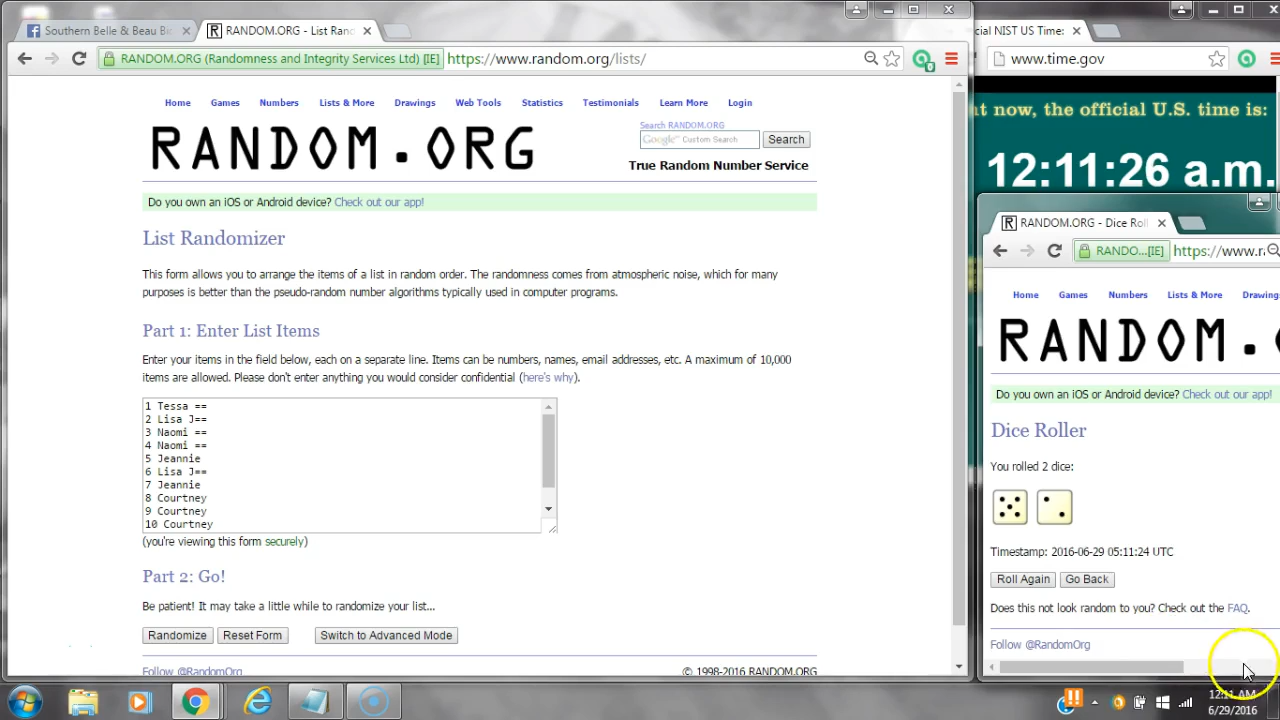 Southern Belle & Beau Bi
RANDOM.ORG - List Rand
RANDOM.ORG (Randomness and Integrity Services Ltd) [IE]
https://www.random.org/lists/
Home Games Numbers Lists & More Drawings Web Tools Statistics Testimonials Learn More Login
RANDOM.ORG
Search RANDOM.ORG
Google™ Custom Search
Search
True Random Number Service
Do you own an iOS or Android device? Check out our app!
List Randomizer
This form allows you to arrange the items of a list in random order. The randomness comes from atmospheric noise, which for many
purposes is better than the pseudo-random number algorithms typically used in computer programs.
Part 1: Enter List Items
Enter your items in the field below, each on a separate line. Items can be numbers, names, email addresses, etc. A maximum of 10,000
items are allowed. Please don't enter anything you would consider confidential (here's why).
1 Tessa ==
2 Lisa J==
3 Naomi ==
4 Naomi ==
5 Jeannie
6 Lisa J==
7 Jeannie
8 Courtney
9 Courtney
10 Courtney
(you're viewing this form securely)
Part 2: Go!
Be patient! It may take a little while to randomize your list...
Randomize Reset Form Switch to Advanced Mode
Follow @RandomOrg
© 1998-2016 RANDOM.ORG
cial NIST US Time:
www.time.gov
t now, the official U.S. time is:
12:11:26 a.m.
RANDOM.ORG - Dice Roll
RANDO...[IE]
https://www.ra
Home Games Numbers Lists & More Drawings
RANDOM.
Do you own an iOS or Android device? Check out our app!
Dice Roller
You rolled 2 dice:
Timestamp: 2016-06-29 05:11:24 UTC
Roll Again Go Back
Does this not look random to you? Check out the FAQ.
Follow @RandomOrg
12:11 AM
6/29/2016